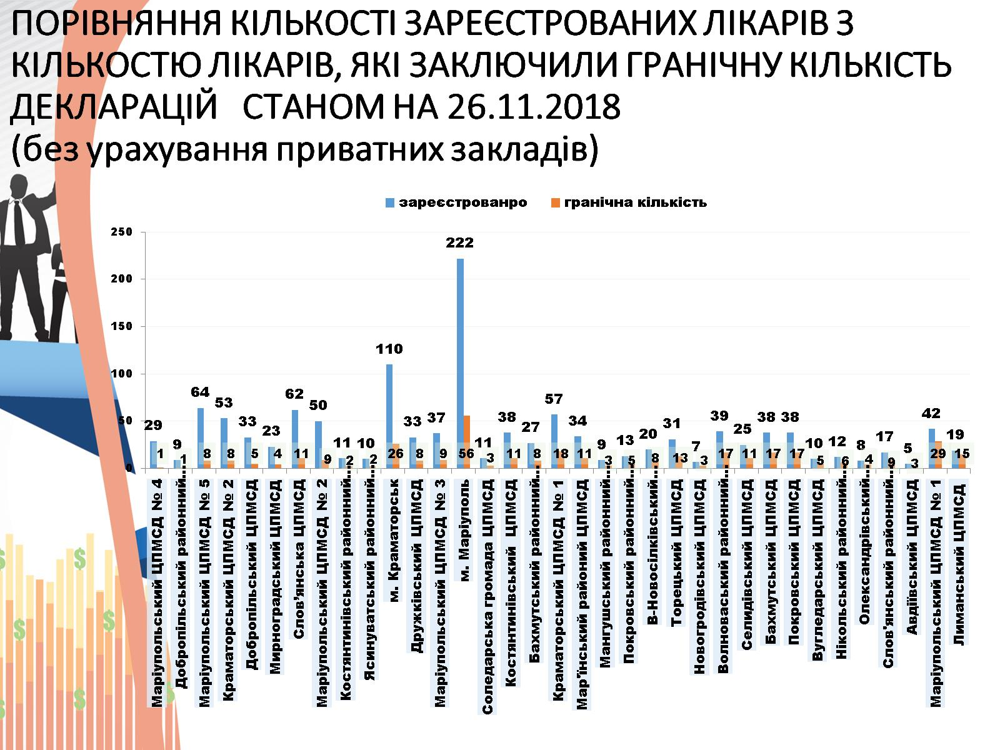 ПОРІВНЯННЯ КІЛЬКОСТІ ЗАРЕЄСТРОВАНИХ ЛІКАРІВ З
КІЛЬКОСТЮ ЛІКАРІВ, ЯКІ ЗАКЛЮЧИЛИ ГРАНІЧНУ КІЛЬКІСТЬ
ДЕКЛАРАЦІЙ СТАНОМ НА 26.11.2018
(без урахування приватних закладів)
зареєстрованро гранічна кількість
250
200
150
100
50
0
29 9 64 53 33 23 62 50 11 10 110 33 37 222 11 38 27 57 34 9 13 20 31 7 39 25 38 38 10 12 8 17 5 42 19
1 1 8 8 5 4 11 9 2 2 26 8 9 56 3 11 8 18 11 3 5 8 13 3 17 11 17 17 5 6 4 9 3 29 15
Маріупольський ЦПМСД № 4
Добропільський районний…
Маріупольський ЦПМСД № 5
Краматорський ЦПМСД № 2
Добропільський ЦПМСД
Мирноградський ЦПМСД
Слов’янська ЦПМСД
Маріупольський ЦПМСД № 2
Костянтинівський районний…
Ясинуватський районний…
м. Краматорськ
Дружківський ЦПМСД
Маріупольський ЦПМСД № 3
м. Маріуполь
Соледарська громада ЦПМСД
Костянтинівський ЦПМСД
Бахмутський районний…
Краматорський ЦПМСД № 1
Мар'їнський районий ЦПМСД
Мангушський районний…
Покровський районний…
В-Новосілківський…
Торецький ЦПМСД
Новогродівський ЦПМСД
Волноваський районний…
Селидівський ЦПМСД
Бахмутський ЦПМСД
Покровський ЦПМСД
Вугледарський ЦПМСД
Нікольський районний…
Олександрівський…
Слов'янський районний…
Авдіївський ЦПМСД
Маріупольський ЦПМСД № 1
Лиманський ЦПМСД
$
$
$
$
$
$
$
$